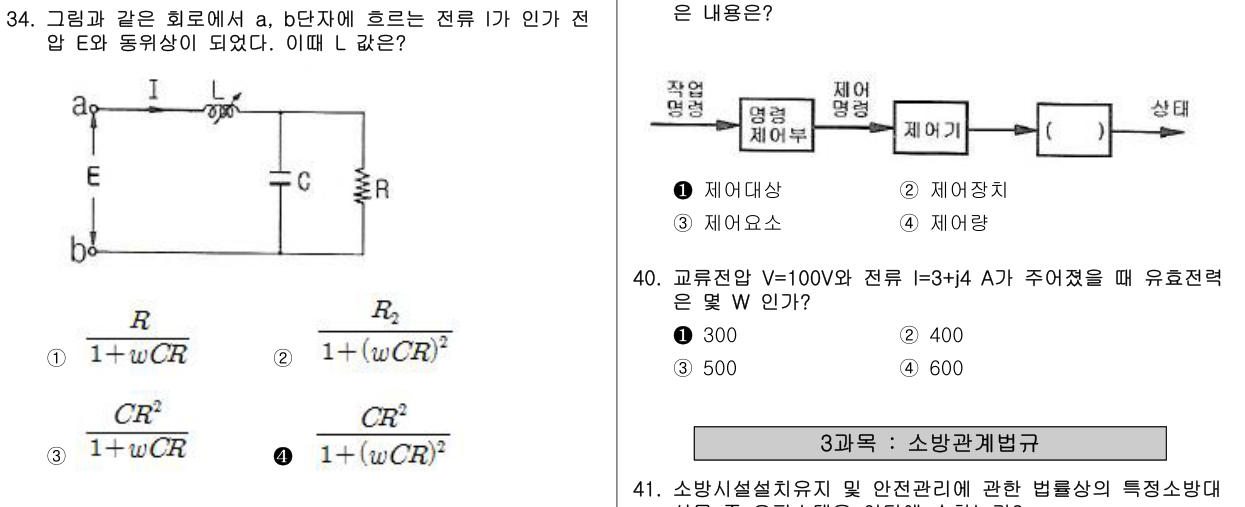 34. 그림과 같은 회로에서 a, b단자에 흐르는 전류 I가 인가 전
압 E와 동위상이 되었다. 이때 L 값은?
I
L
a
E
C
R
b
① R/(1+wCR)
② R₂/(1+(wCR)²)
③ CR²/(1+wCR)
❹ CR²/(1+(wCR)²)
은 내용은?
작업
명령
명령
제어부
제어
명령
제어기
( )
상태
❶ 제어대상
② 제어장치
③ 제어요소
④ 제어량
40. 교류전압 V=100V와 전류 I=3+j4 A가 주어졌을 때 유효전력
은 몇 W 인가?
❶ 300
② 400
③ 500
④ 600
3과목 : 소방관계법규
41. 소방시설설치유지 및 안전관리에 관한 법률상의 특정소방대